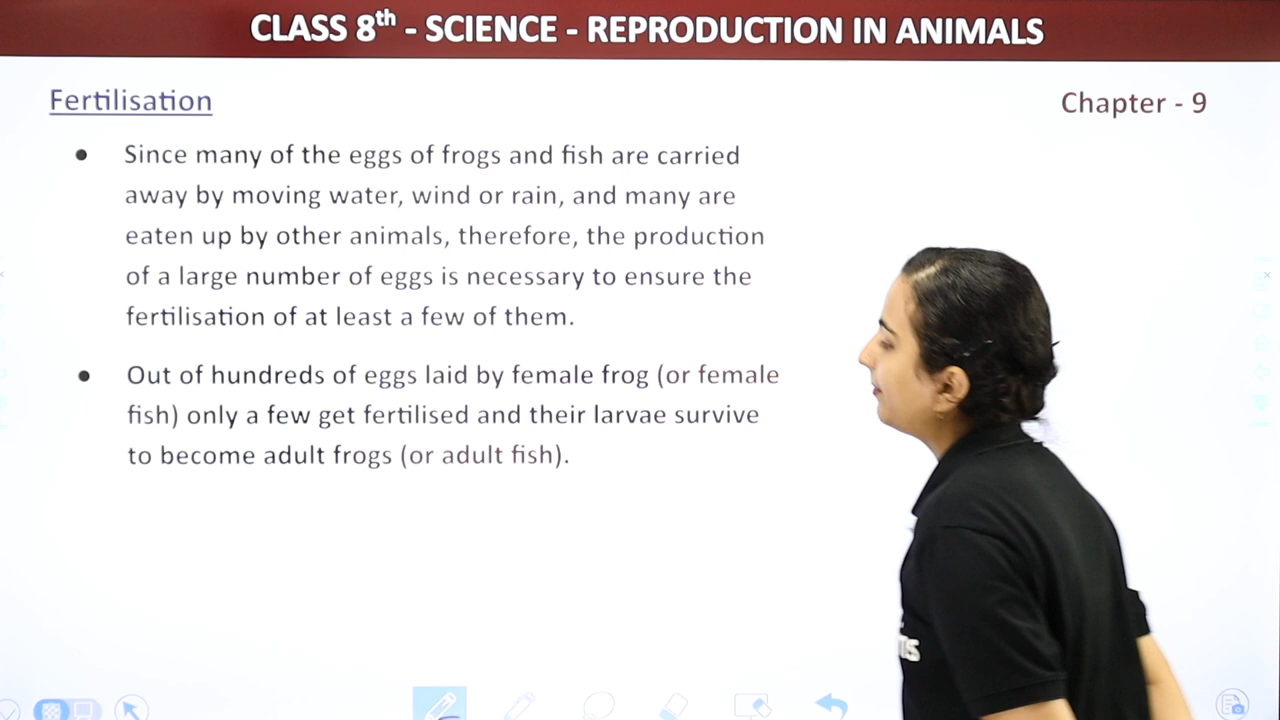 CLASS 8th - SCIENCE - REPRODUCTION IN ANIMALS
Fertilisation
Chapter - 9
● Since many of the eggs of frogs and fish are carried
away by moving water, wind or rain, and many are
eaten up by other animals, therefore, the production
of a large number of eggs is necessary to ensure the
fertilisation of at least a few of them.
● Out of hundreds of eggs laid by female frog (or female
fish) only a few get fertilised and their larvae survive
to become adult frogs (or adult fish).